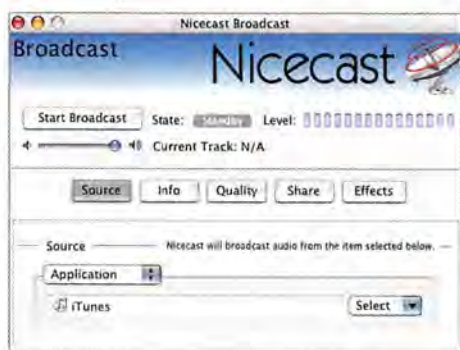 Nicecast Broadcast
Broadcast
Nicecast
Start Broadcast State: Standby Level:
Current Track: N/A
Source Info Quality Share Effects
Source Nicecast will broadcast audio from the item selected below.
Application
iTunes Select